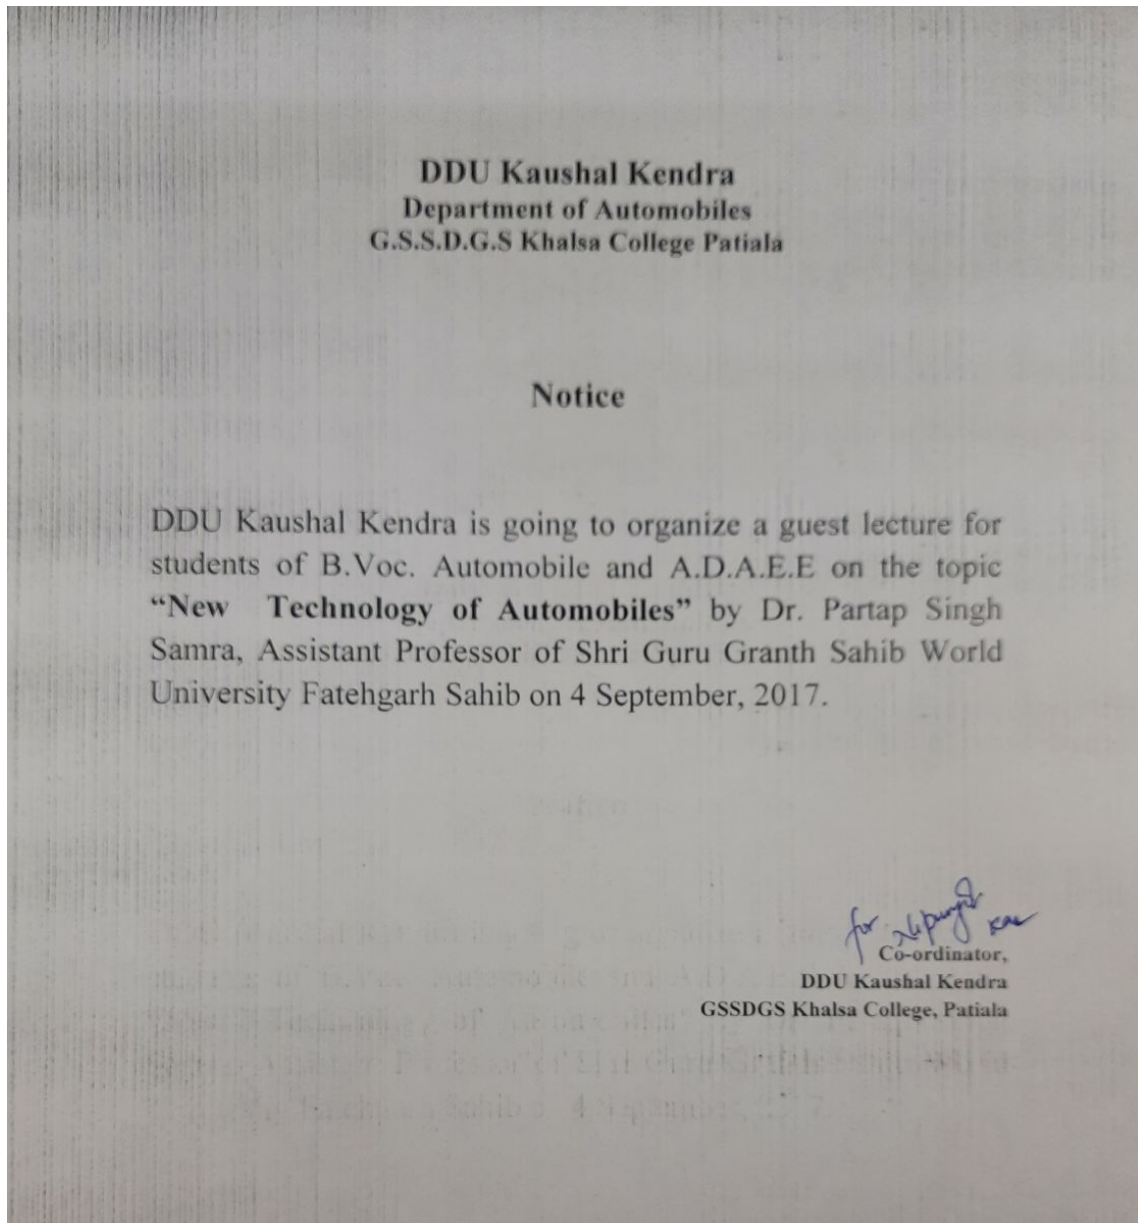 DDU Kaushal Kendra
Department of Automobiles
G.S.S.D.G.S Khalsa College Patiala
Notice
DDU Kaushal Kendra is going to organize a guest lecture for
students of B.Voc. Automobile and A.D.A.E.E on the topic
“New Technology of Automobiles” by Dr. Partap Singh
Samra, Assistant Professor of Shri Guru Granth Sahib World
University Fatehgarh Sahib on 4 September, 2017.
for
Co-ordinator,
DDU Kaushal Kendra
GSSDGS Khalsa College, Patiala